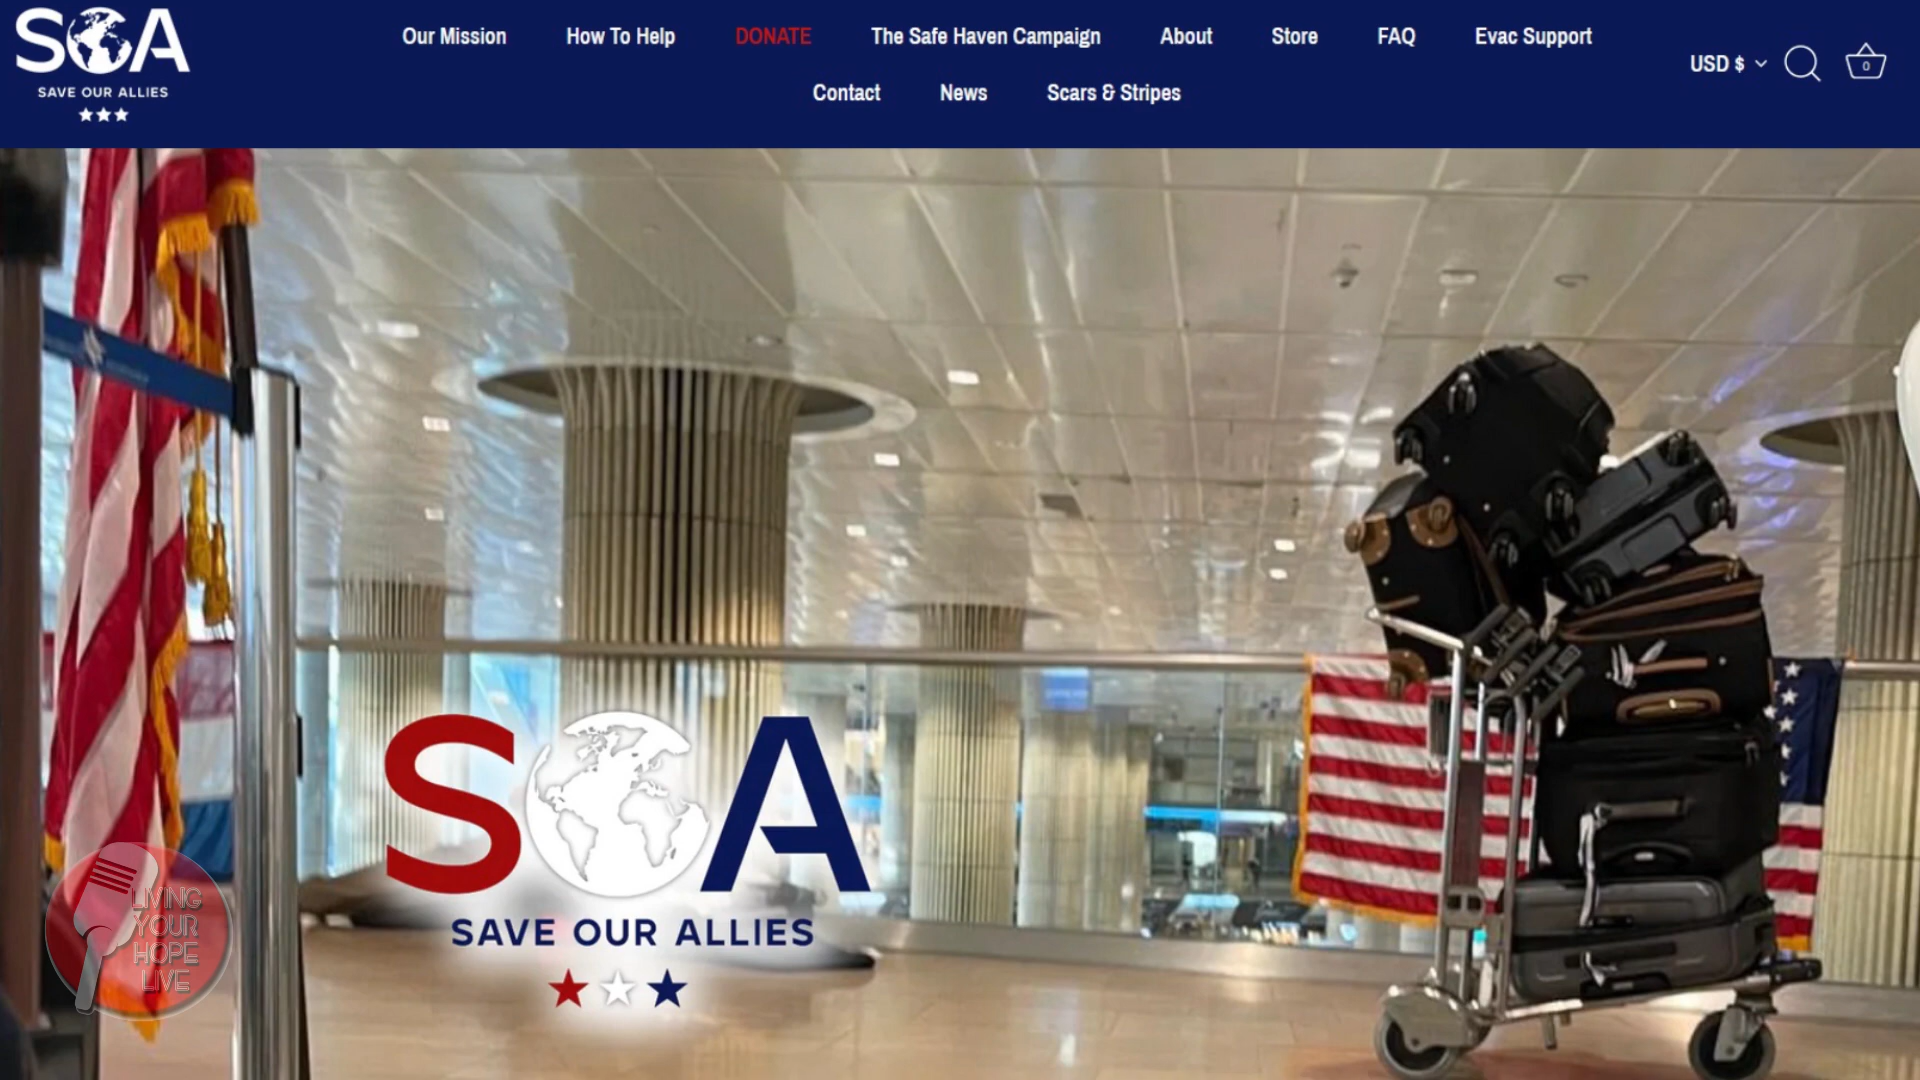 SOA
SAVE OUR ALLIES
Our Mission How To Help DONATE The Safe Haven Campaign About Store FAQ Evac Support
Contact News Scars & Stripes
USD $ 0
SOA
SAVE OUR ALLIES
LIVING
YOUR
HOPE
LIVE